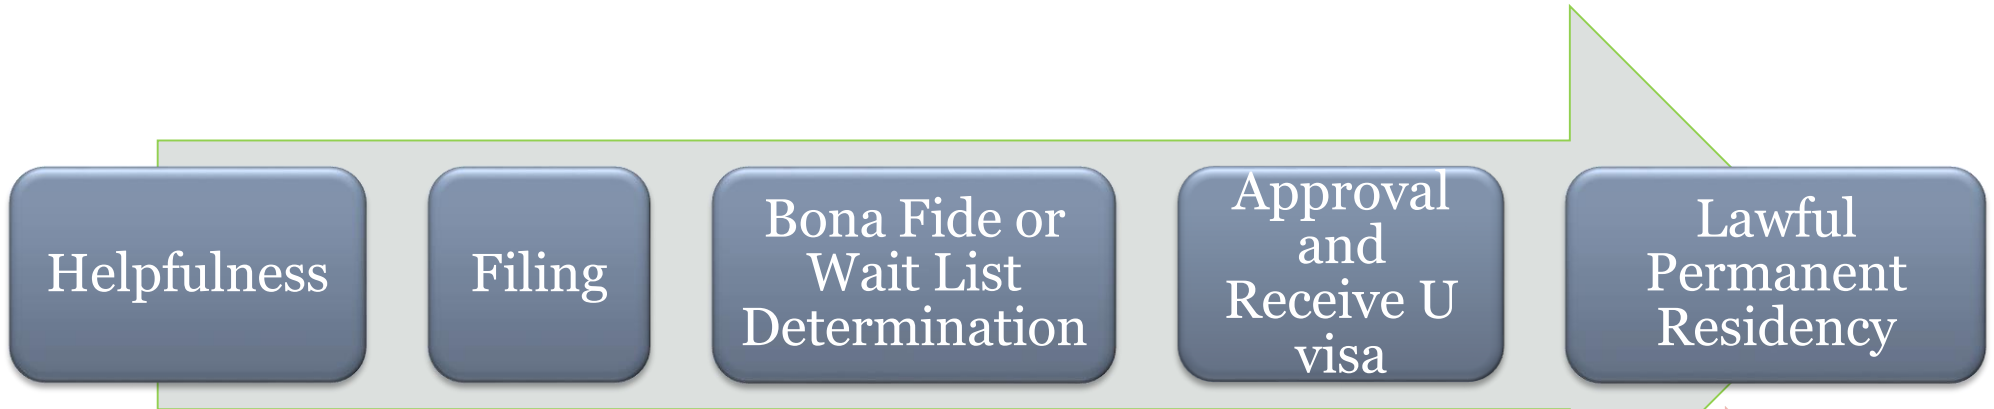 Helpfulness
Filing
Bona Fide or
Wait List
Determination
Approval
and
Receive U
visa
Lawful
Permanent
Residency